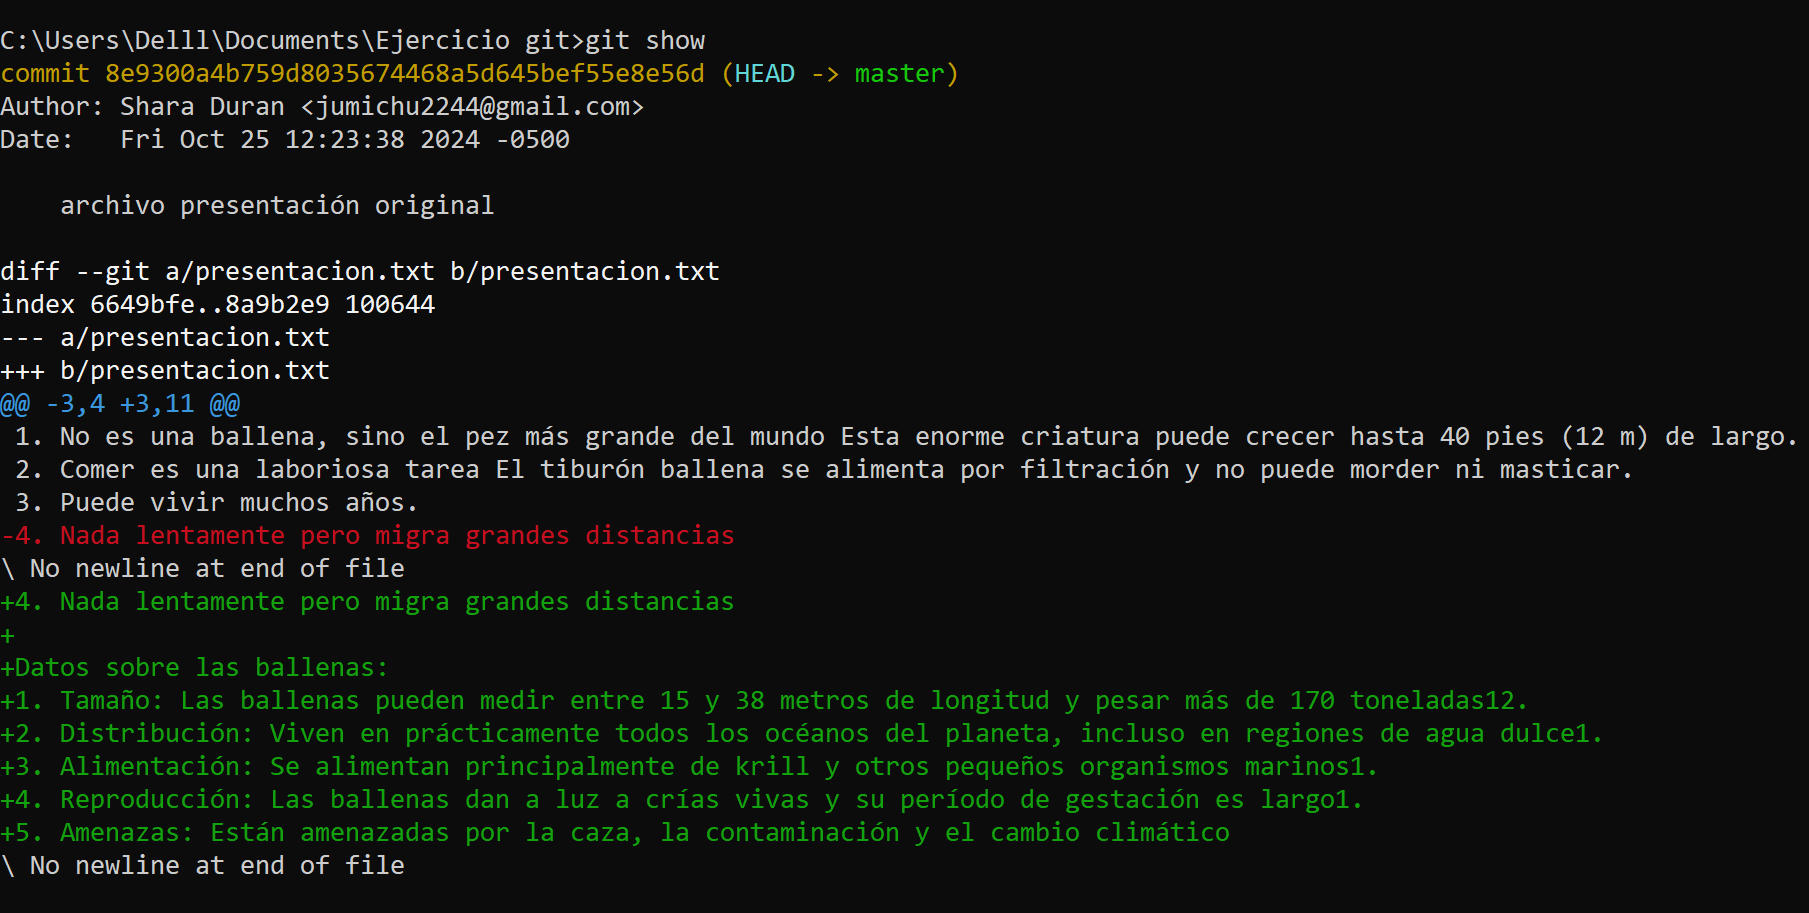 C:\Users\Delll\Documents\Ejercicio git>git show
commit 8e9300a4b759d8035674468a5d645bef55e8e56d (HEAD -> master)
Author: Shara Duran <jumichu2244@gmail.com>
Date:   Fri Oct 25 12:23:38 2024 -0500
    archivo presentación original
diff --git a/presentacion.txt b/presentacion.txt
index 6649bfe..8a9b2e9 100644
--- a/presentacion.txt
+++ b/presentacion.txt
@@ -3,4 +3,11 @@
 1. No es una ballena, sino el pez más grande del mundo Esta enorme criatura puede crecer hasta 40 pies (12 m) de largo.
 2. Comer es una laboriosa tarea El tiburón ballena se alimenta por filtración y no puede morder ni masticar.
 3. Puede vivir muchos años.
-4. Nada lentamente pero migra grandes distancias
\ No newline at end of file
+4. Nada lentamente pero migra grandes distancias
+
+Datos sobre las ballenas:
+1. Tamaño: Las ballenas pueden medir entre 15 y 38 metros de longitud y pesar más de 170 toneladas12.
+2. Distribución: Viven en prácticamente todos los océanos del planeta, incluso en regiones de agua dulce1.
+3. Alimentación: Se alimentan principalmente de krill y otros pequeños organismos marinos1.
+4. Reproducción: Las ballenas dan a luz a crías vivas y su período de gestación es largo1.
+5. Amenazas: Están amenazadas por la caza, la contaminación y el cambio climático
\ No newline at end of file